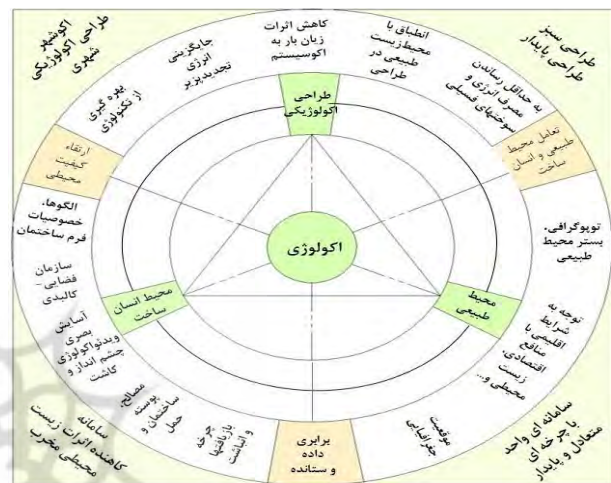 اکوشهر
طراحی اکولوژیکی
شهری
طراحی سبز
طراحی پایدار
بهره گیری
از تکنولوژی
جایگزینی
انرژی
تجدیدپزیر
کاهش اثرات
زیان بار به
اکوسیستم
انطباق با
محیط‌زیست
طبیعی در
طراحی
به حداقل رساندن
مصرف انرژی و
سوختهای فسیلی
طراحی
اکولوژیکی
ارتقاء
کیفیت
محیطی
تعامل محیط
طبیعی و انسان
ساخت
الگوها،
خصوصیات
فرم ساختمان
توپوگرافی،
بستر محیط
طبیعی
اکولوژی
سازمان
فضایی-
کالبدی
محیط انسان
ساخت
محیط
طبیعی
آسایش
بصری
ویدئواکولوژی
چشم انداز و
کاشت
توجه به
شرایط
اقلیمی با
منافع
اقتصادی،
زیست
محیطی و...
مصالح،
پوسته
ساختمان و
حمل
چرخه
بازیافتها
و انباشت
برابری
داده
و ستانده
موقعیت
جغرافیایی
سامانه
کاهنده اثرات زیست
محیطی مخرب
سامانه ای واحد
با چرخه ای
متعادل و پایدار